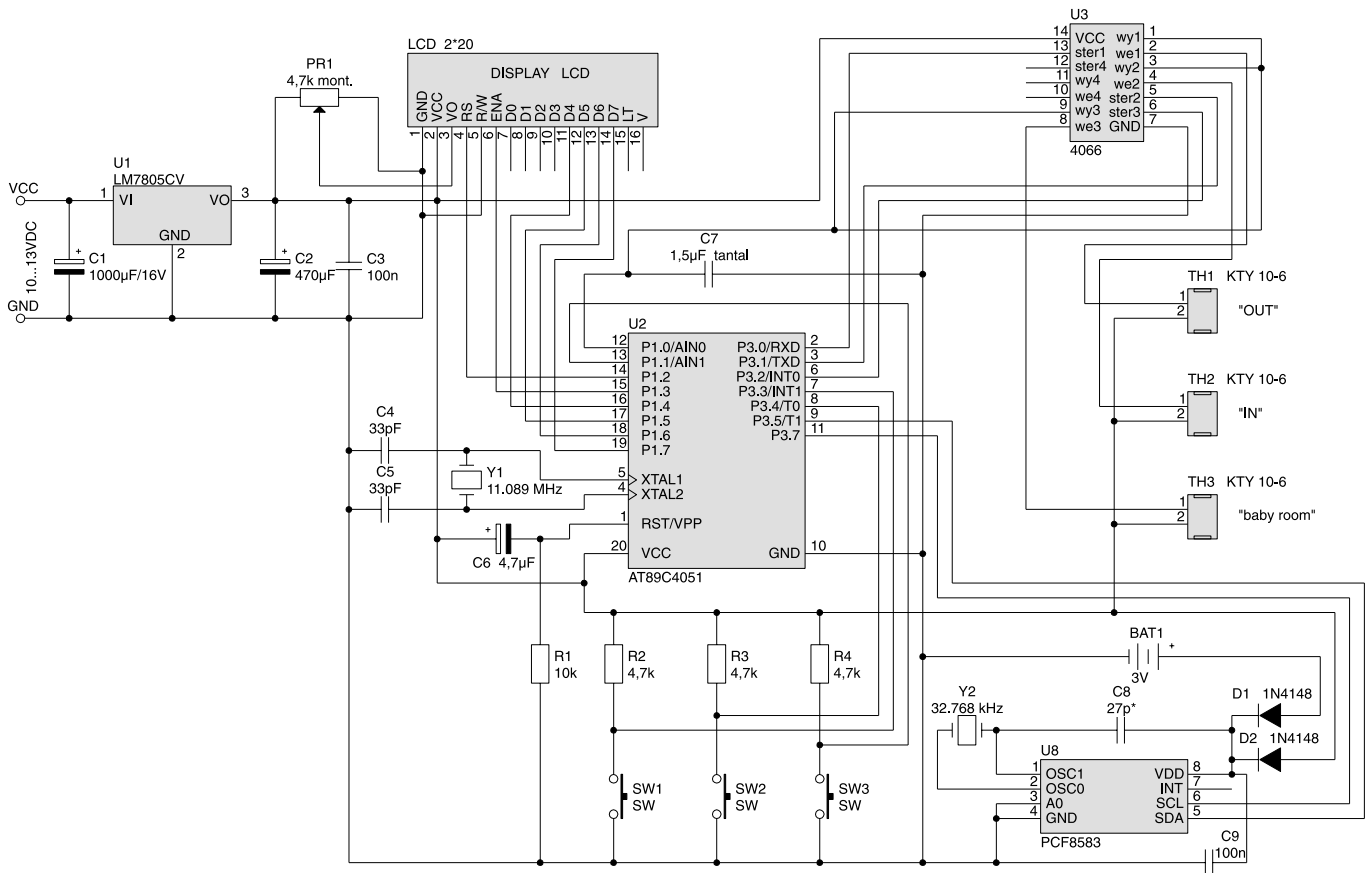 LCD 2*20
DISPLAY LCD
GND VCC VO RS R/W ENA D0 D1 D2 D3 D4 D5 D6 D7 LT V
1 2 3 4 5 6 7 8 9 10 11 12 13 14 15 16
PR1
4,7k mont.
U1
LM7805CV
VCC
1 VI VO 3
GND
2
10...13VDC
GND
+
C1
1000µF/16V
+
C2
470µF
C3
100n
U3
14 VCC wy1 1
13 ster1 we1 2
12 ster4 wy2 3
11 wy4 we2 4
10 we4 ster2 5
9 wy3 ster3 6
8 we3 GND 7
4066
C7
1,5µF tantal
TH1 KTY 10-6
1
2
"OUT"
TH2 KTY 10-6
1
2
"IN"
TH3 KTY 10-6
1
2
"baby room"
U2
12 P1.0/AIN0 P3.0/RXD 2
13 P1.1/AIN1 P3.1/TXD 3
14 P1.2 P3.2/INT0 6
15 P1.3 P3.3/INT1 7
16 P1.4 P3.4/T0 8
17 P1.5 P3.5/T1 9
18 P1.6 P3.7 11
19 P1.7
5 XTAL1
4 XTAL2
1 RST/VPP
20 VCC GND 10
AT89C4051
C4
33pF
C5
33pF
Y1
11.089 MHz
+
C6 4,7µF
R1
10k
R2
4,7k
R3
4,7k
R4
4,7k
SW1
SW
SW2
SW
SW3
SW
BAT1
+
3V
Y2
32.768 kHz
C8
27p*
D1 1N4148
D2 1N4148
U8
1 OSC1 VDD 8
2 OSC0 INT 7
3 A0 SCL 6
4 GND SDA 5
PCF8583
C9
100n